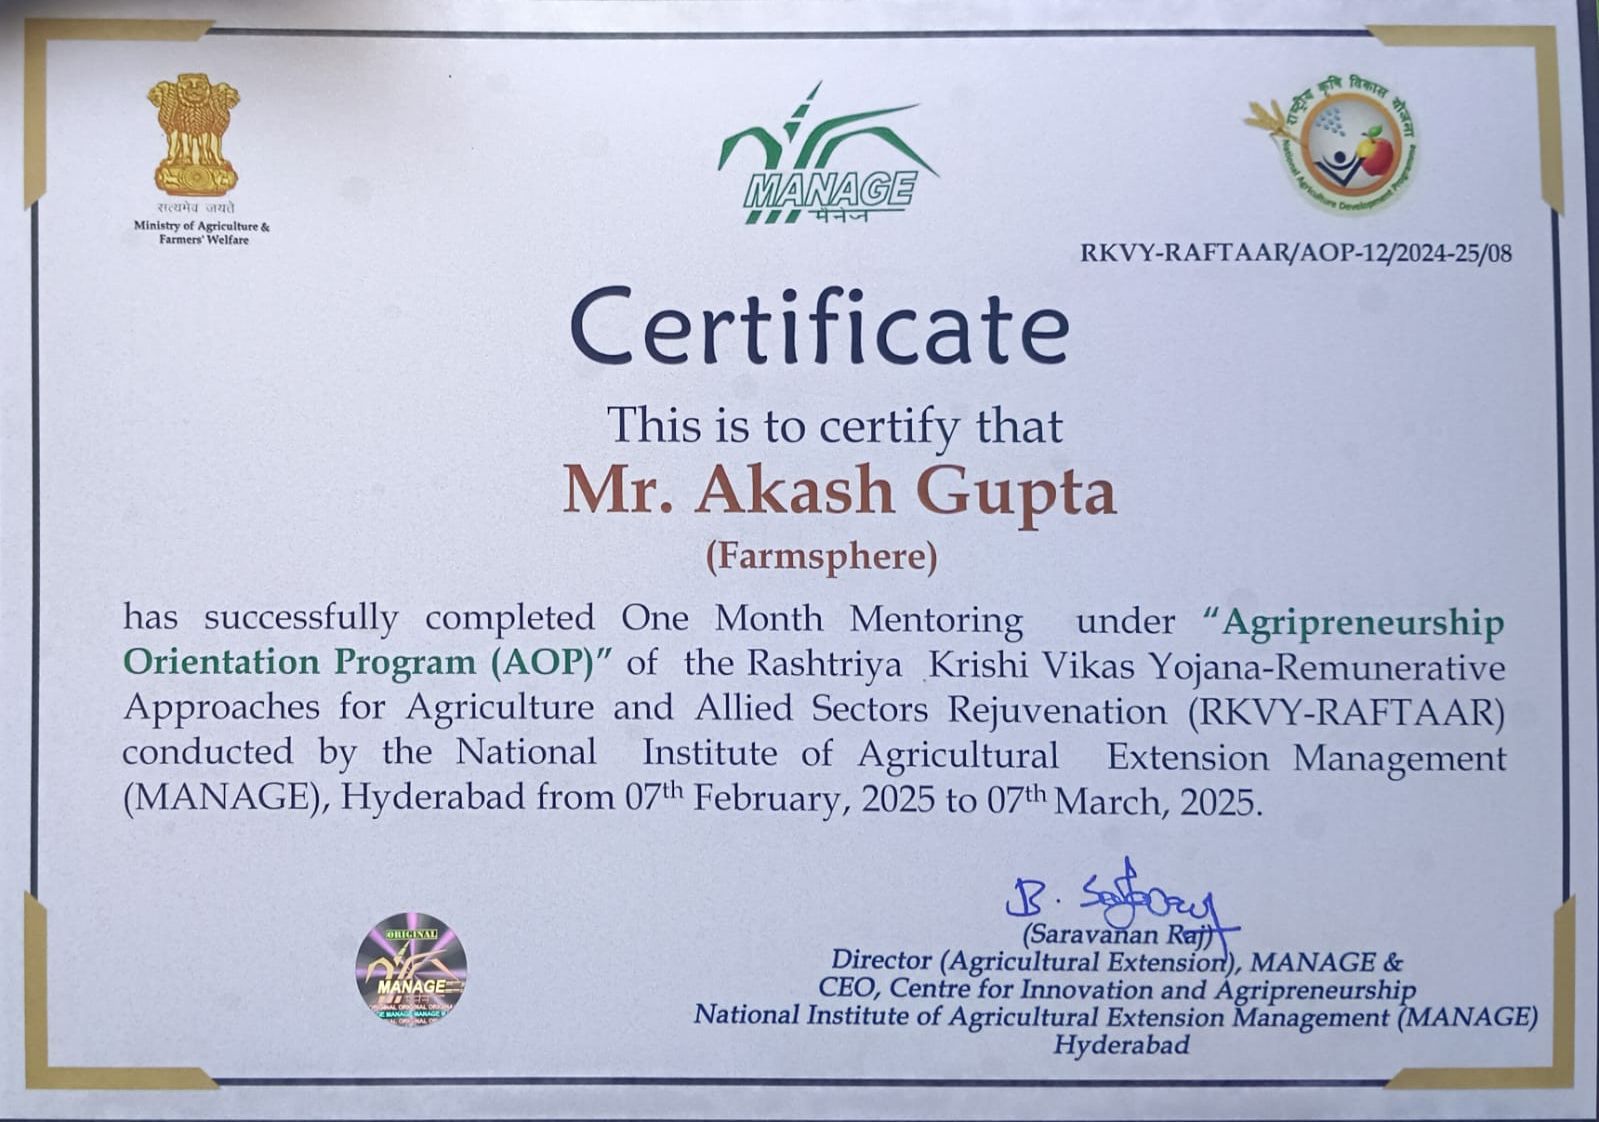 सत्यमेव जयते
Ministry of Agriculture &
Farmers' Welfare
MANAGE
मैनेज
राष्ट्रीय कृषि विकास योजना
National Agriculture Development Programme
RKVY-RAFTAAR/AOP-12/2024-25/08
Certificate
This is to certify that
Mr. Akash Gupta
(Farmsphere)
has successfully completed One Month Mentoring under “Agripreneurship
Orientation Program (AOP)” of the Rashtriya Krishi Vikas Yojana-Remunerative
Approaches for Agriculture and Allied Sectors Rejuvenation (RKVY-RAFTAAR)
conducted by the National Institute of Agricultural Extension Management
(MANAGE), Hyderabad from 07th February, 2025 to 07th March, 2025.
ORIGINAL
MANAGE
(Saravanan Raj)
Director (Agricultural Extension), MANAGE &
CEO, Centre for Innovation and Agripreneurship
National Institute of Agricultural Extension Management (MANAGE)
Hyderabad